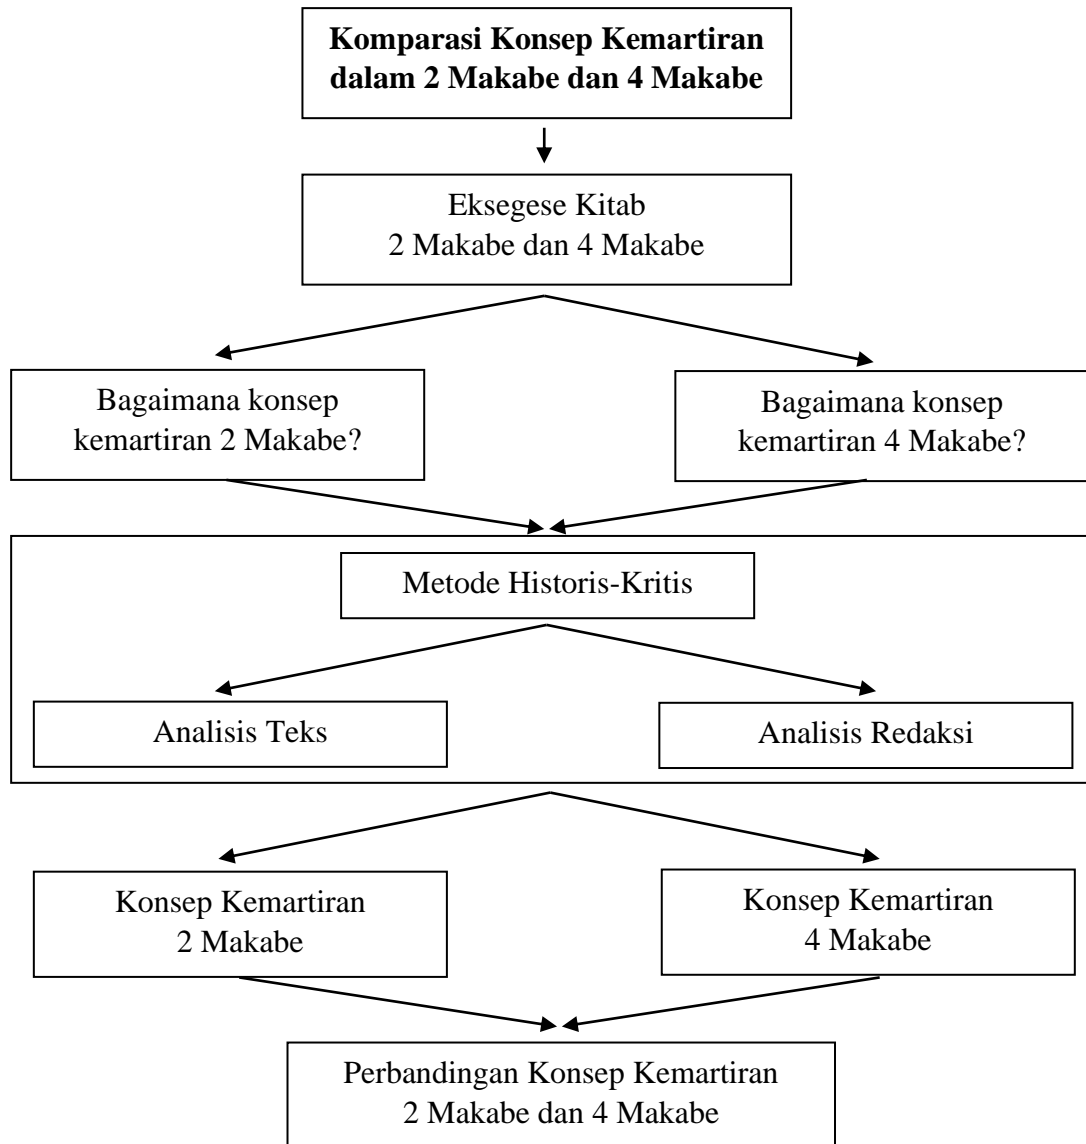 Komparasi Konsep Kemartiran
dalam 2 Makabe dan 4 Makabe
Eksegese Kitab
2 Makabe dan 4 Makabe
Bagaimana konsep
kemartiran 2 Makabe?
Bagaimana konsep
kemartiran 4 Makabe?
Metode Historis-Kritis
Analisis Teks
Analisis Redaksi
Konsep Kemartiran
2 Makabe
Konsep Kemartiran
4 Makabe
Perbandingan Konsep Kemartiran
2 Makabe dan 4 Makabe